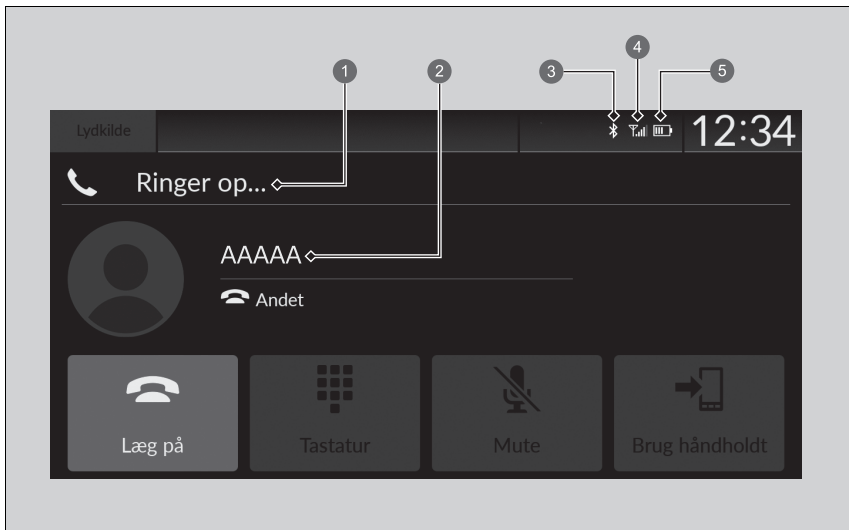 1 2 3 4 5
Lydkilde 12:34
Ringer op...
AAAAA
Andet
Læg på Tastatur Mute Brug håndholdt